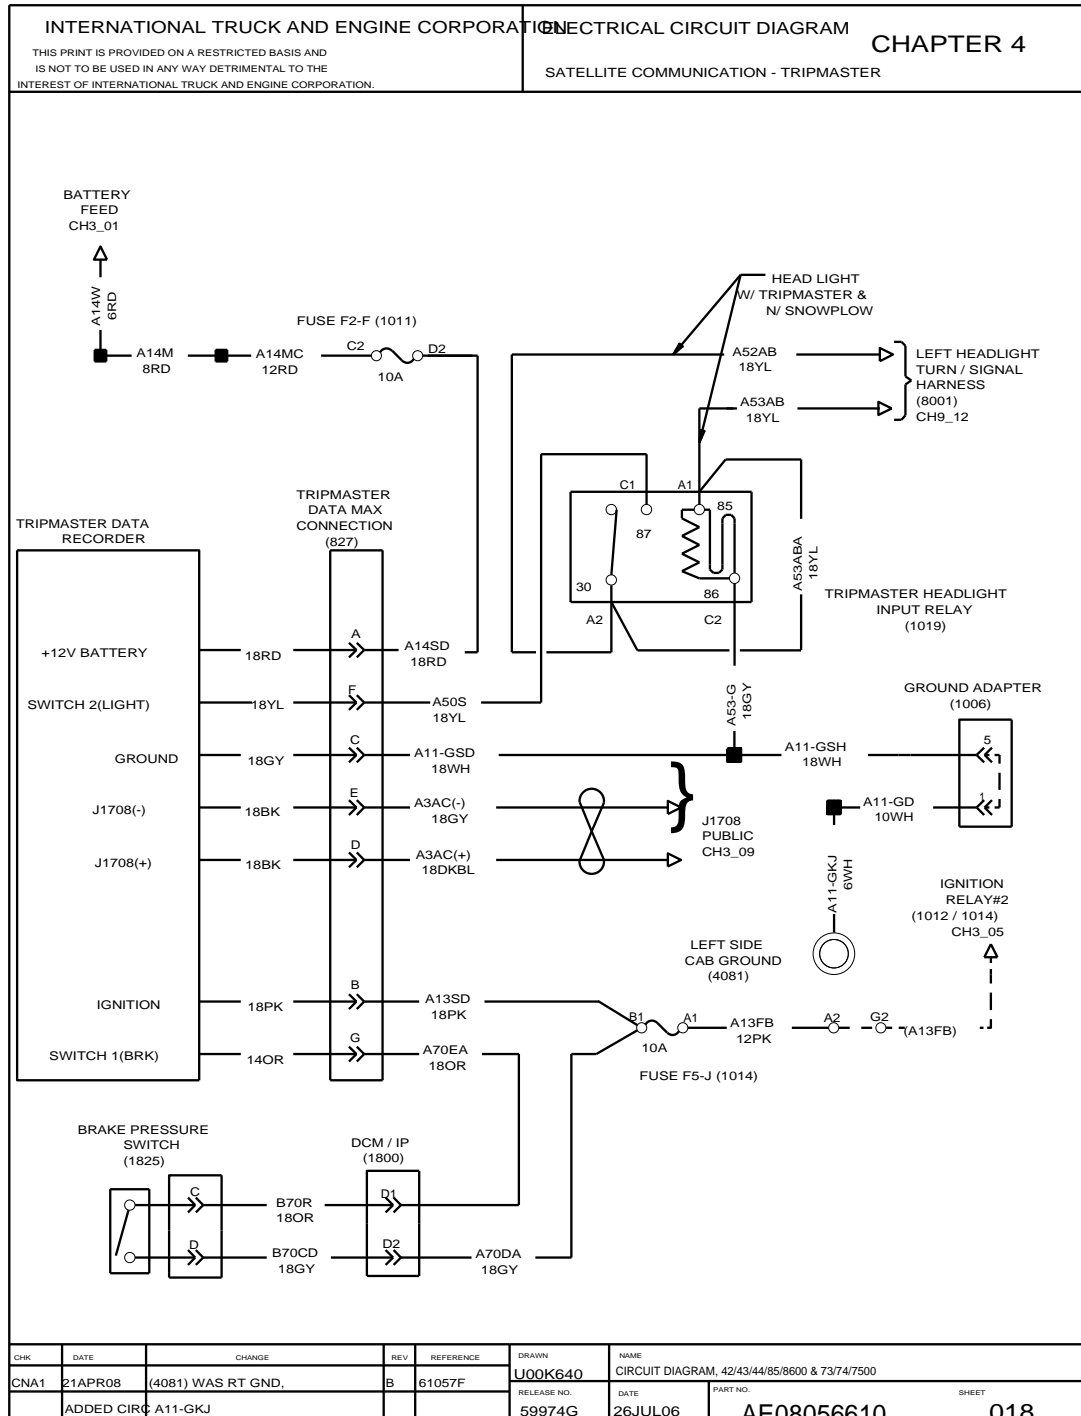 INTERNATIONAL TRUCK AND ENGINE CORPORATION
THIS PRINT IS PROVIDED ON A RESTRICTED BASIS AND
IS NOT TO BE USED IN ANY WAY DETRIMENTAL TO THE
INTEREST OF INTERNATIONAL TRUCK AND ENGINE CORPORATION.
ELECTRICAL CIRCUIT DIAGRAM
CHAPTER 4
SATELLITE COMMUNICATION - TRIPMASTER
BATTERY
FEED
CH3_01
A14W
6RD
A14M
8RD
A14MC
12RD
FUSE F2-F (1011)
C2
D2
10A
HEAD LIGHT
W/ TRIPMASTER &
N/ SNOWPLOW
A52AB
18YL
A53AB
18YL
LEFT HEADLIGHT
TURN / SIGNAL
HARNESS
(8001)
CH9_12
C1
A1
85
87
30
86
A2
C2
A53ABA
18YL
TRIPMASTER HEADLIGHT
INPUT RELAY
(1019)
TRIPMASTER DATA
RECORDER
TRIPMASTER
DATA MAX
CONNECTION
(827)
+12V BATTERY
18RD
A
A14SD
18RD
SWITCH 2(LIGHT)
18YL
F
A50S
18YL
GROUND
18GY
C
A11-GSD
18WH
A53-G
18GY
A11-GSH
18WH
GROUND ADAPTER
(1006)
5
1
J1708(-)
18BK
E
A3AC(-)
18GY
J1708(+)
18BK
D
A3AC(+)
18DKBL
J1708
PUBLIC
CH3_09
A11-GD
10WH
A11-GKJ
6WH
LEFT SIDE
CAB GROUND
(4081)
IGNITION
RELAY#2
(1012 / 1014)
CH3_05
IGNITION
18PK
B
A13SD
18PK
B1
A1
10A
A13FB
12PK
A2
G2
(A13FB)
FUSE F5-J (1014)
SWITCH 1(BRK)
14OR
G
A70EA
18OR
BRAKE PRESSURE
SWITCH
(1825)
DCM / IP
(1800)
C
B70R
18OR
D1
D
B70CD
18GY
D2
A70DA
18GY
CHK
DATE
CHANGE
REV
REFERENCE
DRAWN
NAME
CNA1
21APR08
(4081) WAS RT GND,
B
61057F
U00K640
CIRCUIT DIAGRAM, 42/43/44/85/8600 & 73/74/7500
ADDED CIRC A11-GKJ
RELEASE NO.
59974G
DATE
26JUL06
PART NO.
AE08056610
SHEET
018